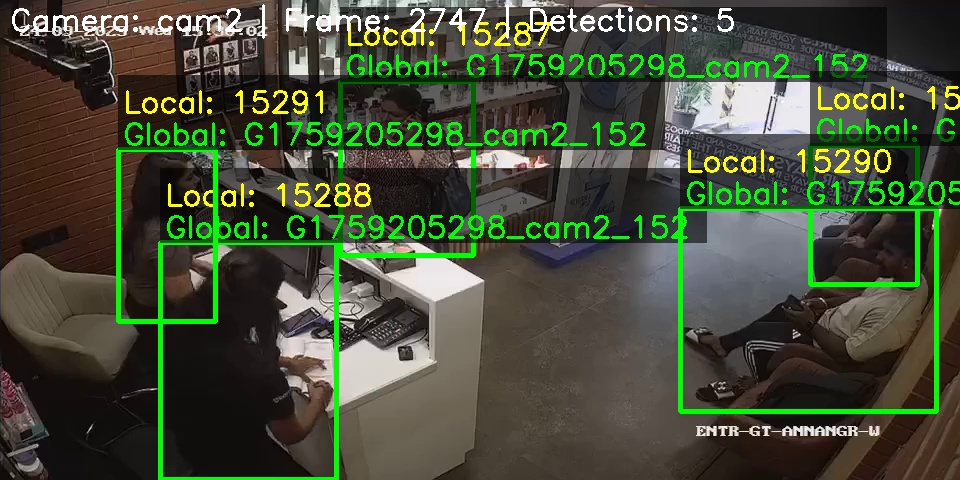 Camera: cam2 | Frame: 2747 | Detections: 5
Local: 15287
Global: G1759205298_cam2_152
Local: 15291
Global: G1759205298_cam2_152
Local: 15
Global: G
Local: 15290
Global: G1759205
Local: 15288
Global: G1759205298_cam2_152
ENTR-GT-ANNANGR-W